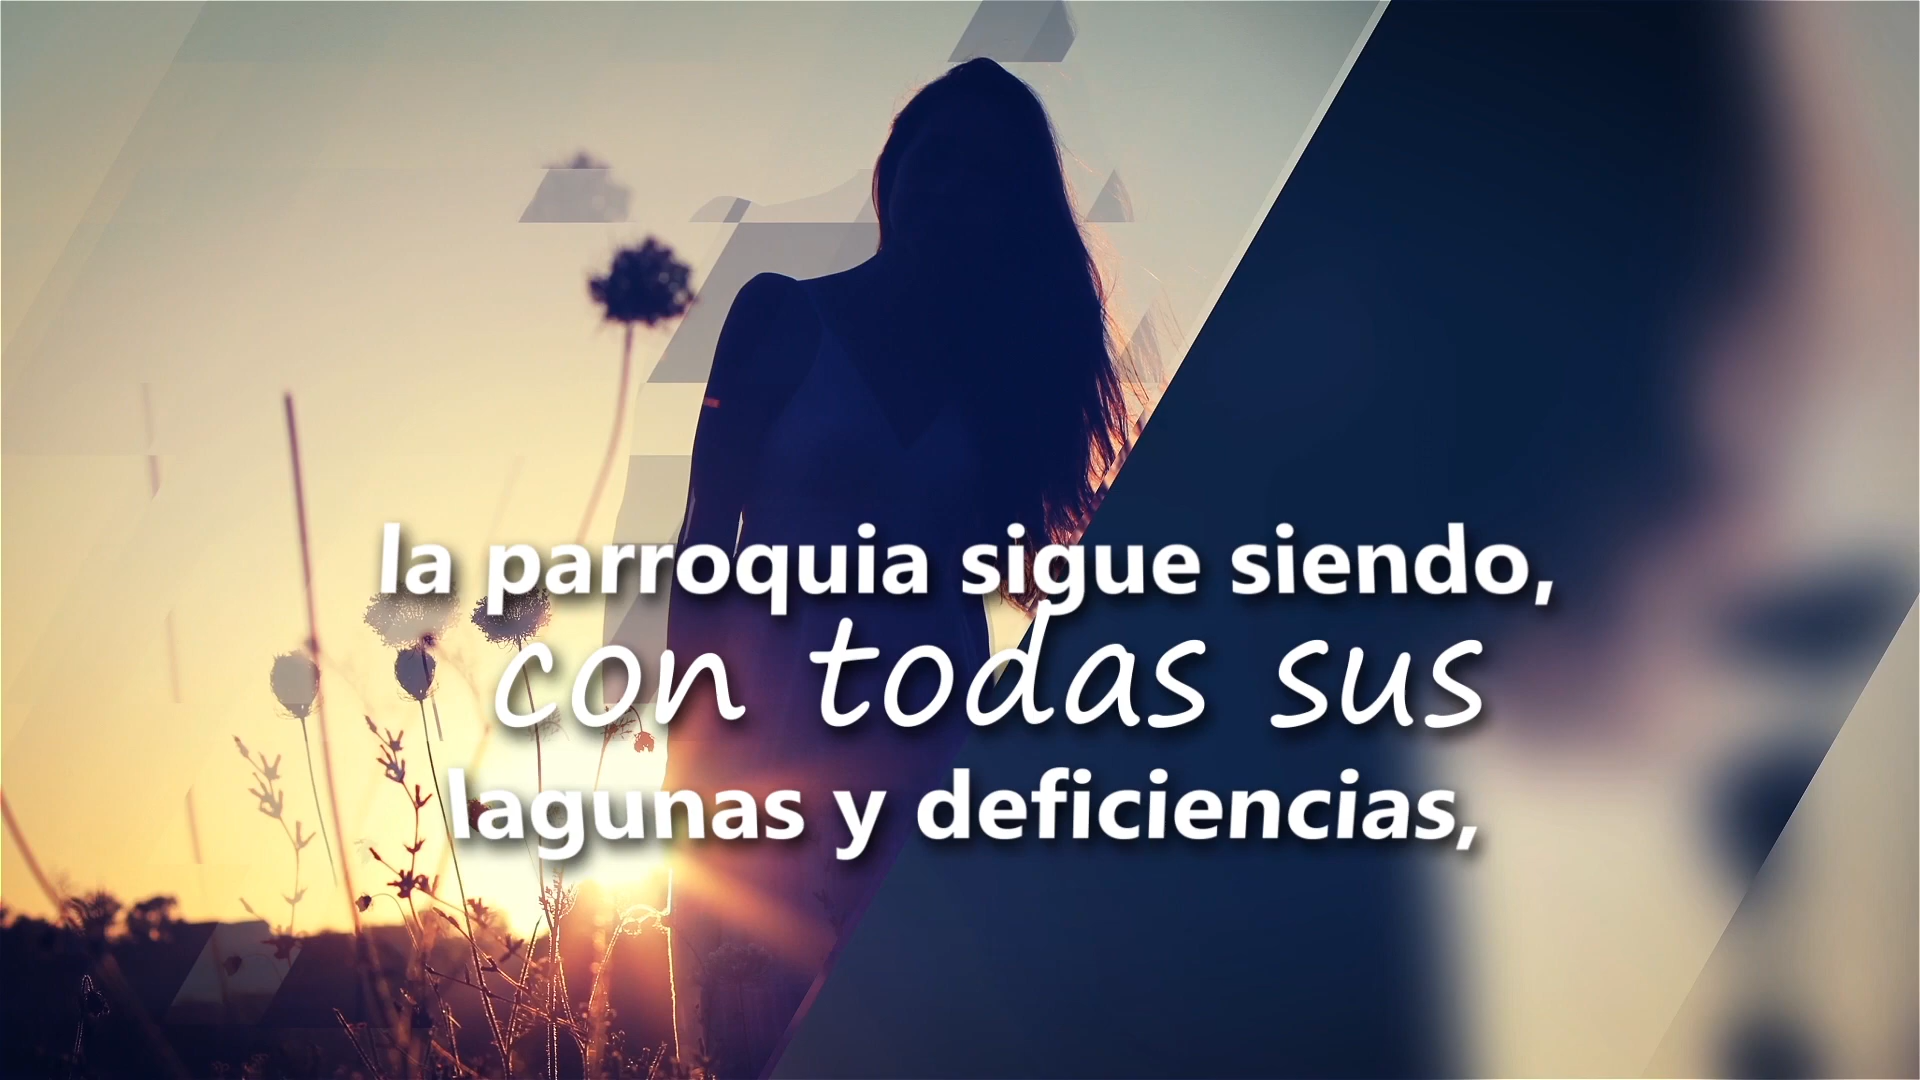 la parroquia sigue siendo,
con todas sus
lagunas y deficiencias,